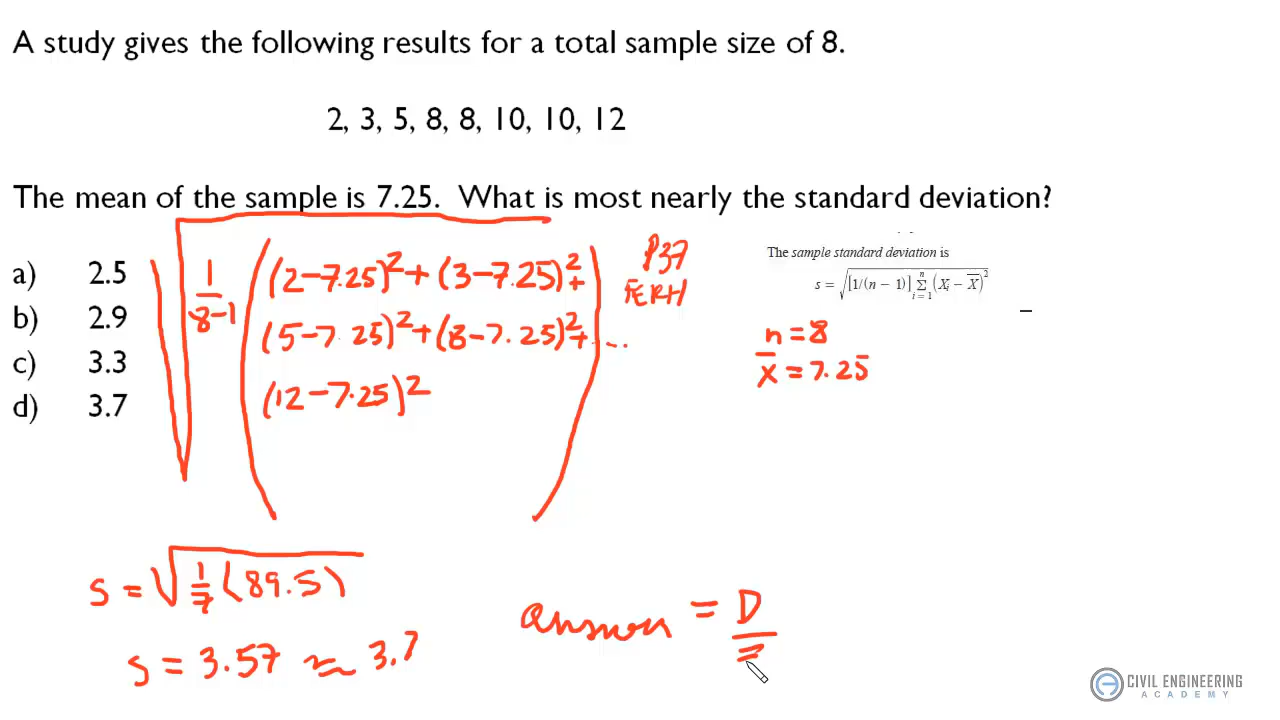 A study gives the following results for a total sample size of 8.
2, 3, 5, 8, 8, 10, 10, 12
The mean of the sample is 7.25. What is most nearly the standard deviation?
a) 2.5
b) 2.9
c) 3.3
d) 3.7
√ 1/8-1 ( (2-7.25)² + (3-7.25)² +
(5-7.25)² + (8-7.25)² + ...
(12-7.25)² )
P37
FERH
The sample standard deviation is
s = √[1/(n − 1)] Σ i = 1 n (Xi − X̅)²
n = 8
x̅ = 7.25
s = √ 1/7 (89.5)
s = 3.57 ≈ 3.7
answer = D
CIVIL ENGINEERING
ACADEMY